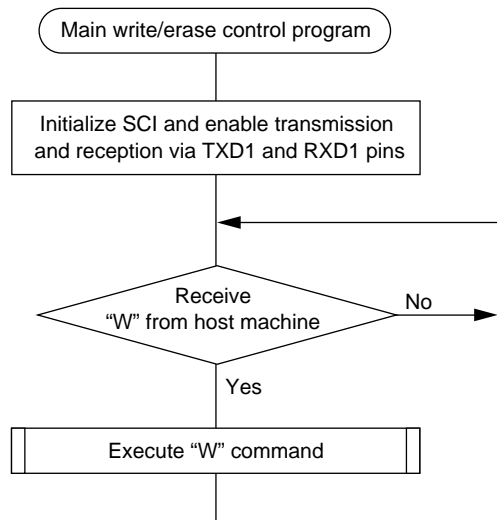 Main write/erase control program
Initialize SCI and enable transmission
and reception via TXD1 and RXD1 pins
Receive
“W” from host machine
No
Yes
Execute “W” command